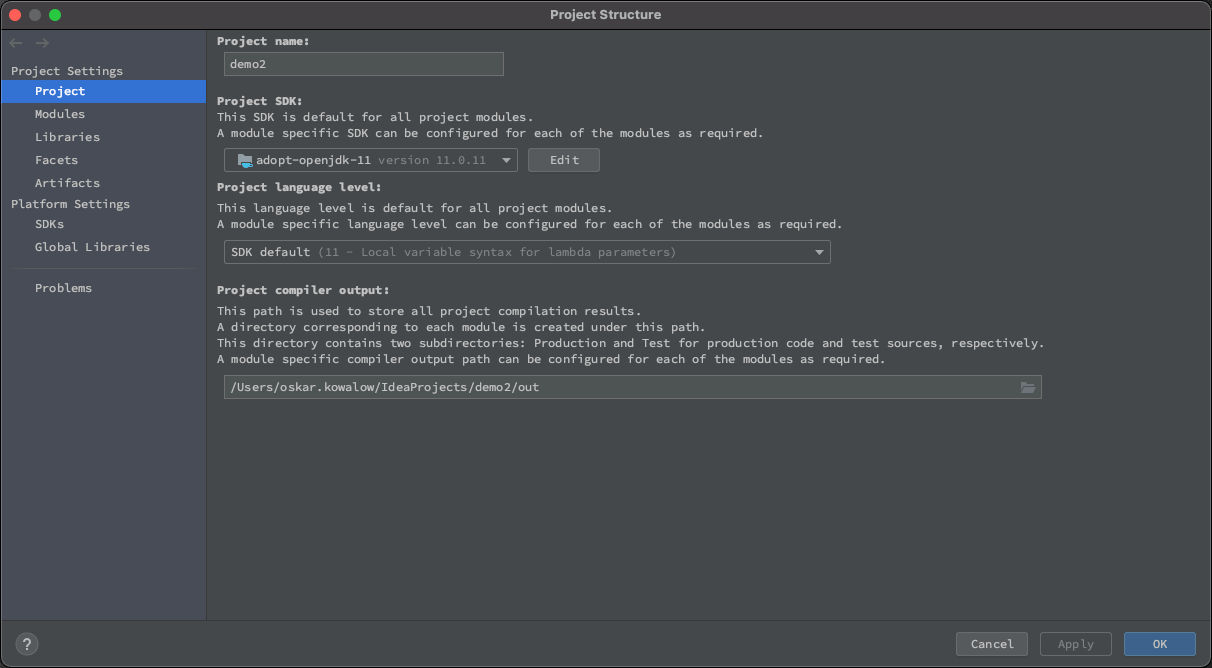 Project Structure
Project Settings
Project
Modules
Libraries
Facets
Artifacts
Platform Settings
SDKs
Global Libraries
Problems
Project name:
demo2
Project SDK:
This SDK is default for all project modules.
A module specific SDK can be configured for each of the modules as required.
adopt-openjdk-11 version 11.0.11
Edit
Project language level:
This language level is default for all project modules.
A module specific language level can be configured for each of the modules as required.
SDK default (11 - Local variable syntax for lambda parameters)
Project compiler output:
This path is used to store all project compilation results.
A directory corresponding to each module is created under this path.
This directory contains two subdirectories: Production and Test for production code and test sources, respectively.
A module specific compiler output path can be configured for each of the modules as required.
/Users/oskar.kowalow/IdeaProjects/demo2/out
?
Cancel
Apply
OK